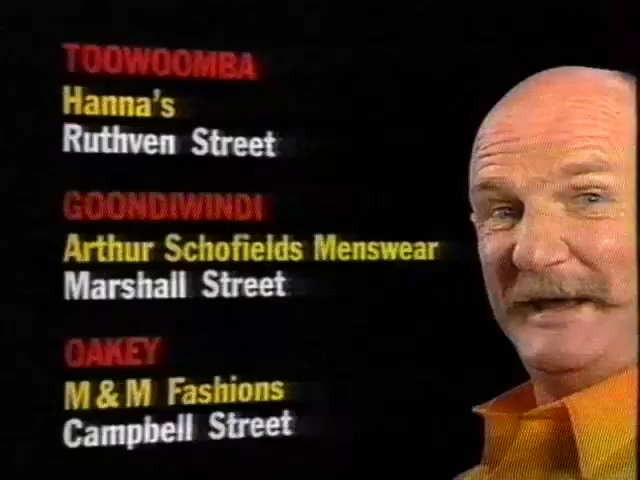 TOOWOOMBA
Hanna's
Ruthven Street
GOONDIWINDI
Arthur Schofields Menswear
Marshall Street
OAKEY
M & M Fashions
Campbell Street